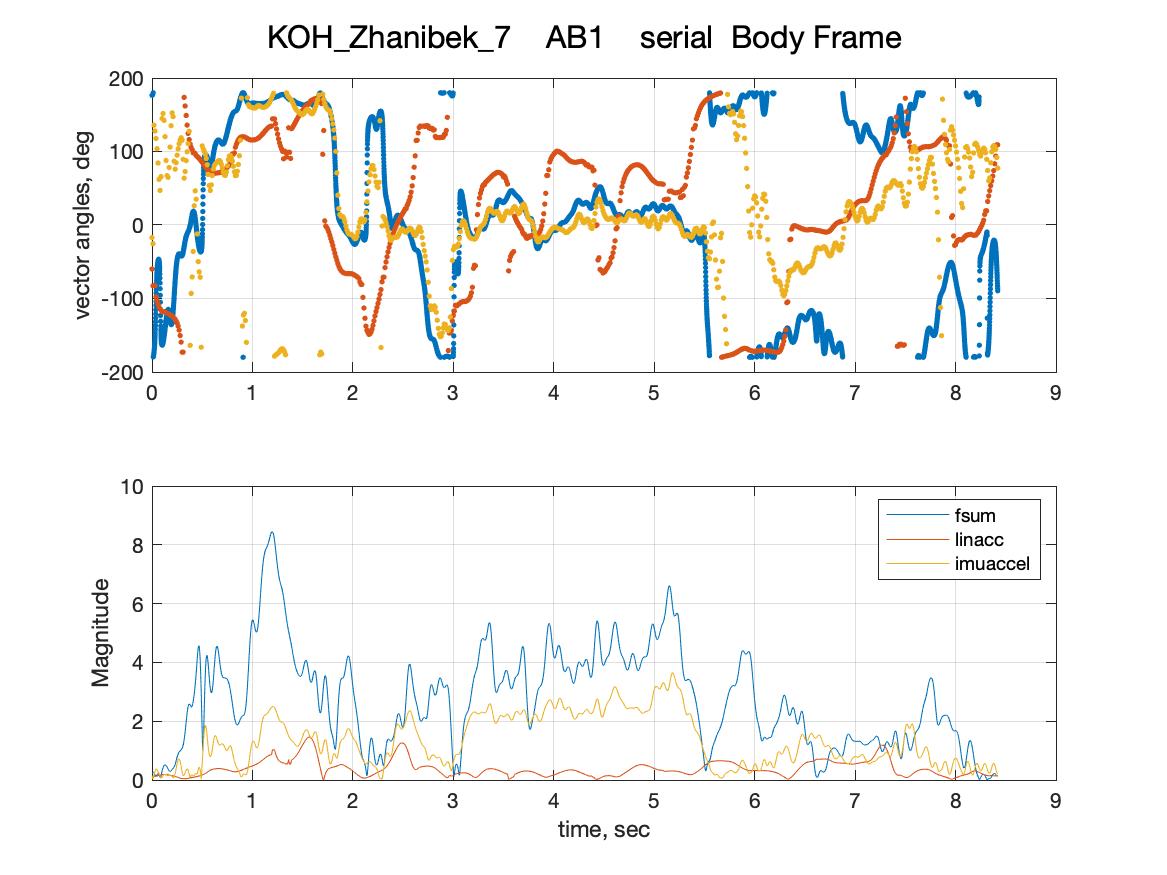 KOH_Zhanibek_7 AB1 serial Body Frame
200
100
0
-100
-200
vector angles, deg
0 1 2 3 4 5 6 7 8 9
10
8
6
4
2
0
Magnitude
fsum
linacc
imuaccel
0 1 2 3 4 5 6 7 8 9
time, sec